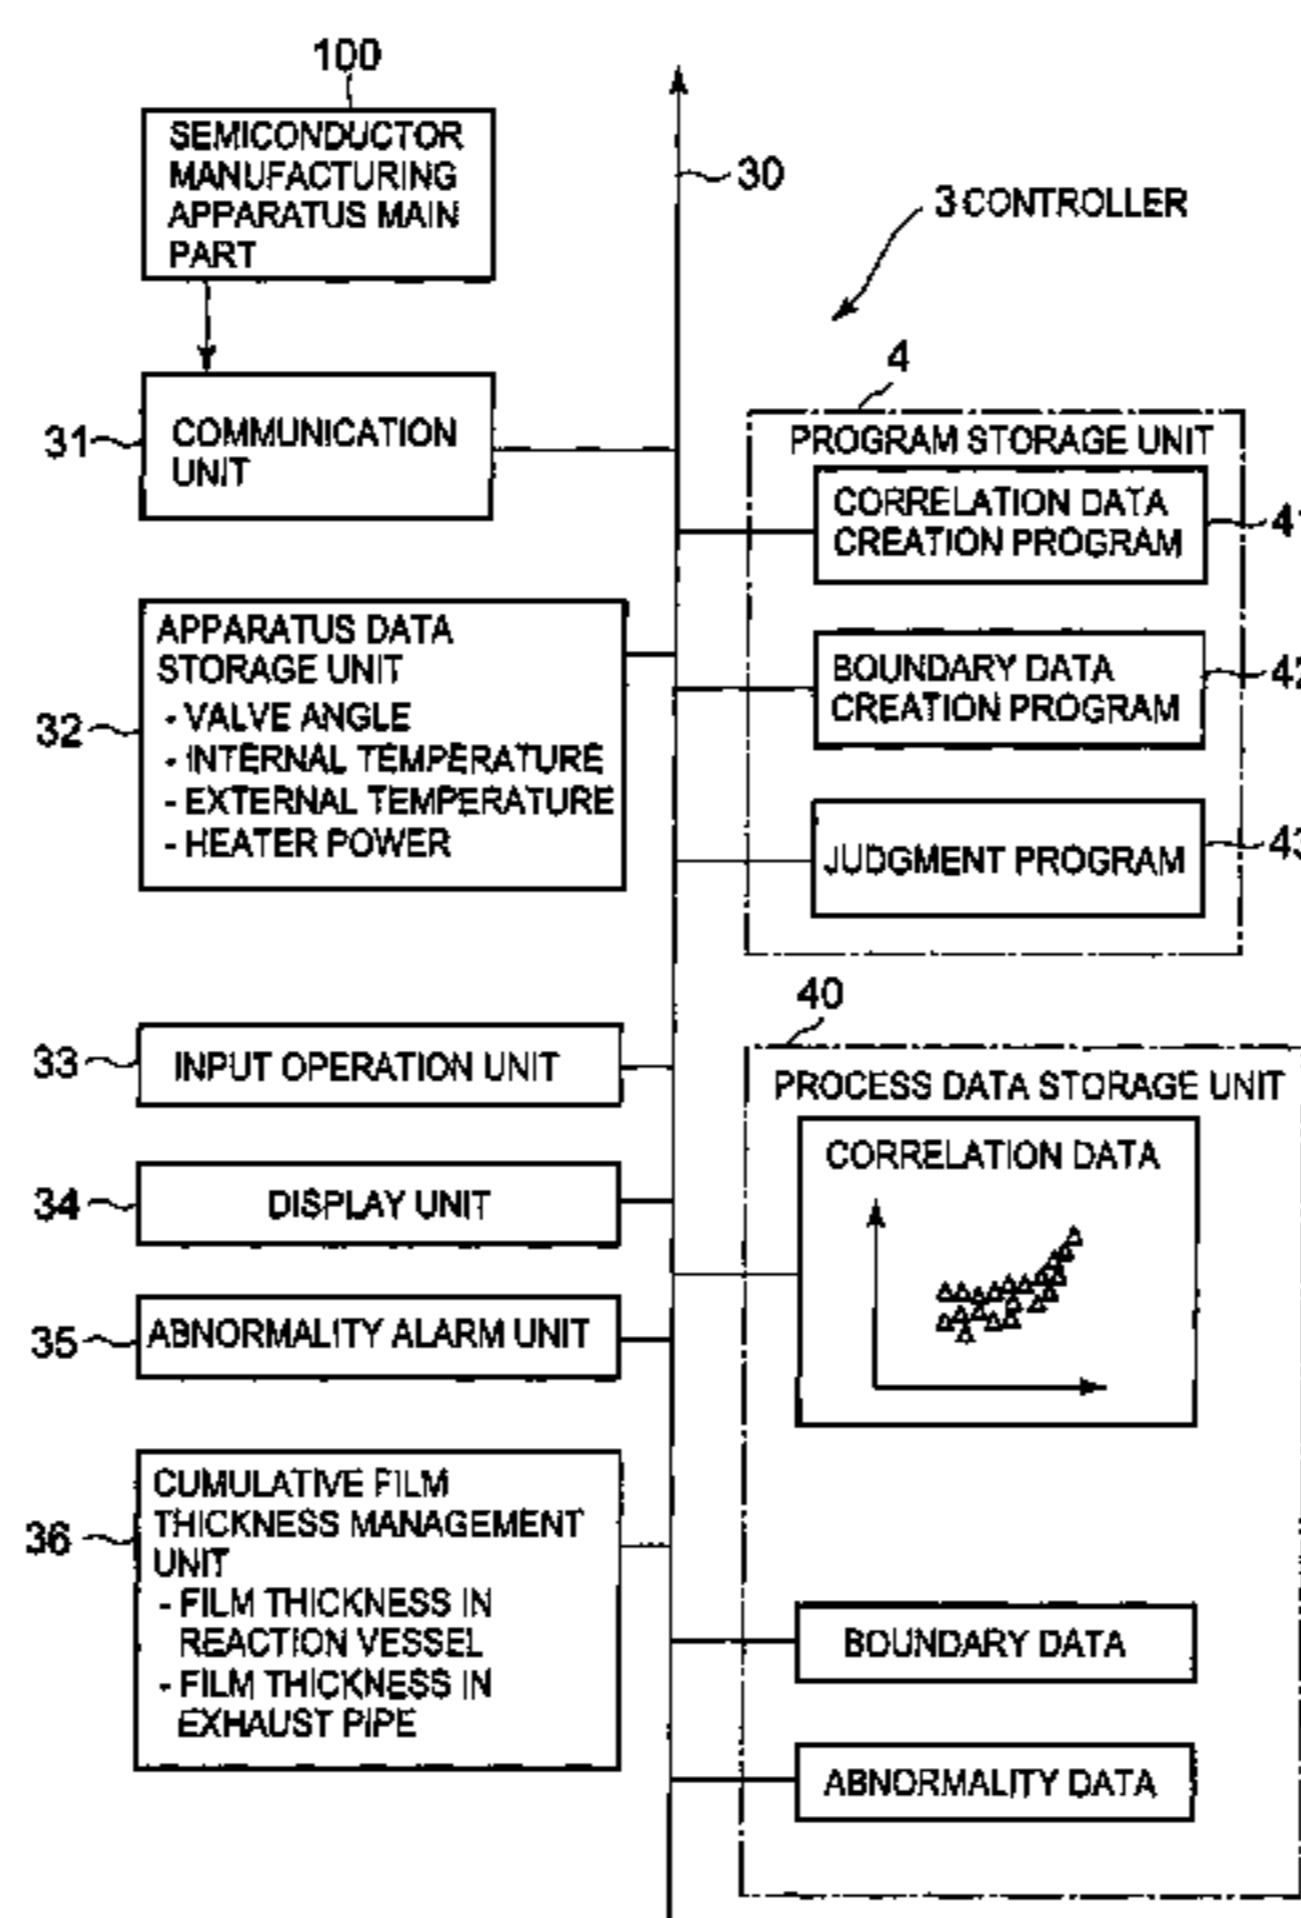 100
SEMICONDUCTOR
MANUFACTURING
APPARATUS MAIN
PART
30
3 CONTROLLER
31
COMMUNICATION
UNIT
4
PROGRAM STORAGE UNIT
CORRELATION DATA
CREATION PROGRAM
41
BOUNDARY DATA
CREATION PROGRAM
42
JUDGMENT PROGRAM
43
32
APPARATUS DATA
STORAGE UNIT
- VALVE ANGLE
- INTERNAL TEMPERATURE
- EXTERNAL TEMPERATURE
- HEATER POWER
33
INPUT OPERATION UNIT
34
DISPLAY UNIT
35
ABNORMALITY ALARM UNIT
36
CUMULATIVE FILM
THICKNESS MANAGEMENT
UNIT
- FILM THICKNESS IN
REACTION VESSEL
- FILM THICKNESS IN
EXHAUST PIPE
40
PROCESS DATA STORAGE UNIT
CORRELATION DATA
BOUNDARY DATA
ABNORMALITY DATA